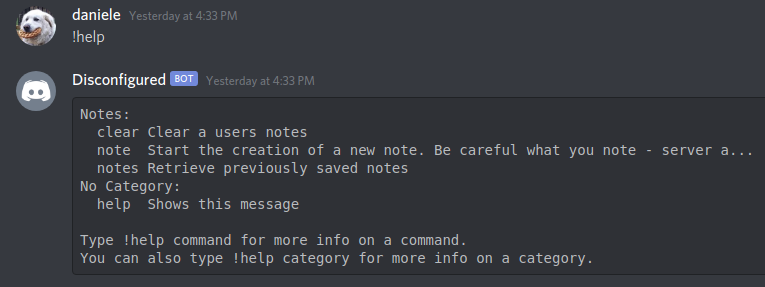 daniele Yesterday at 4:33 PM
!help
Disconfigured BOT Yesterday at 4:33 PM
Notes:
  clear Clear a users notes
  note  Start the creation of a new note. Be careful what you note - server a...
  notes Retrieve previously saved notes
No Category:
  help  Shows this message
Type !help command for more info on a command.
You can also type !help category for more info on a category.